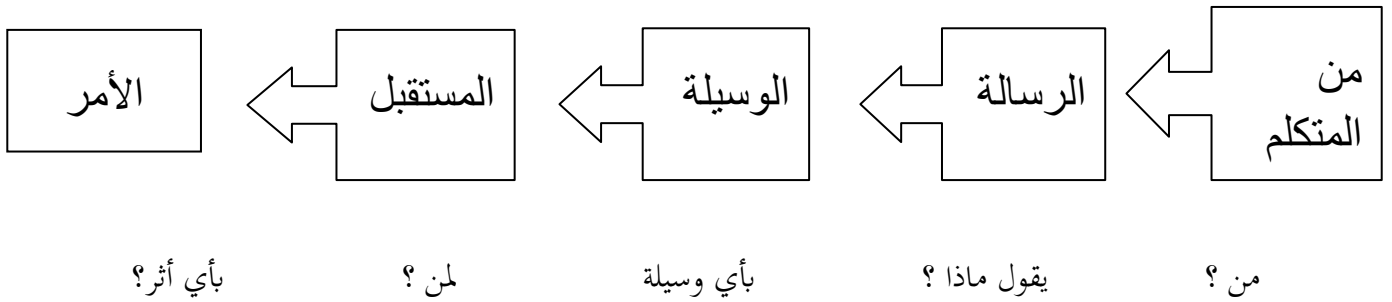 من
المتكلم
الرسالة
الوسيلة
المستقبل
الأمر
من ؟
يقول ماذا ؟
بأي وسيلة
لمن ؟
بأي أثر؟